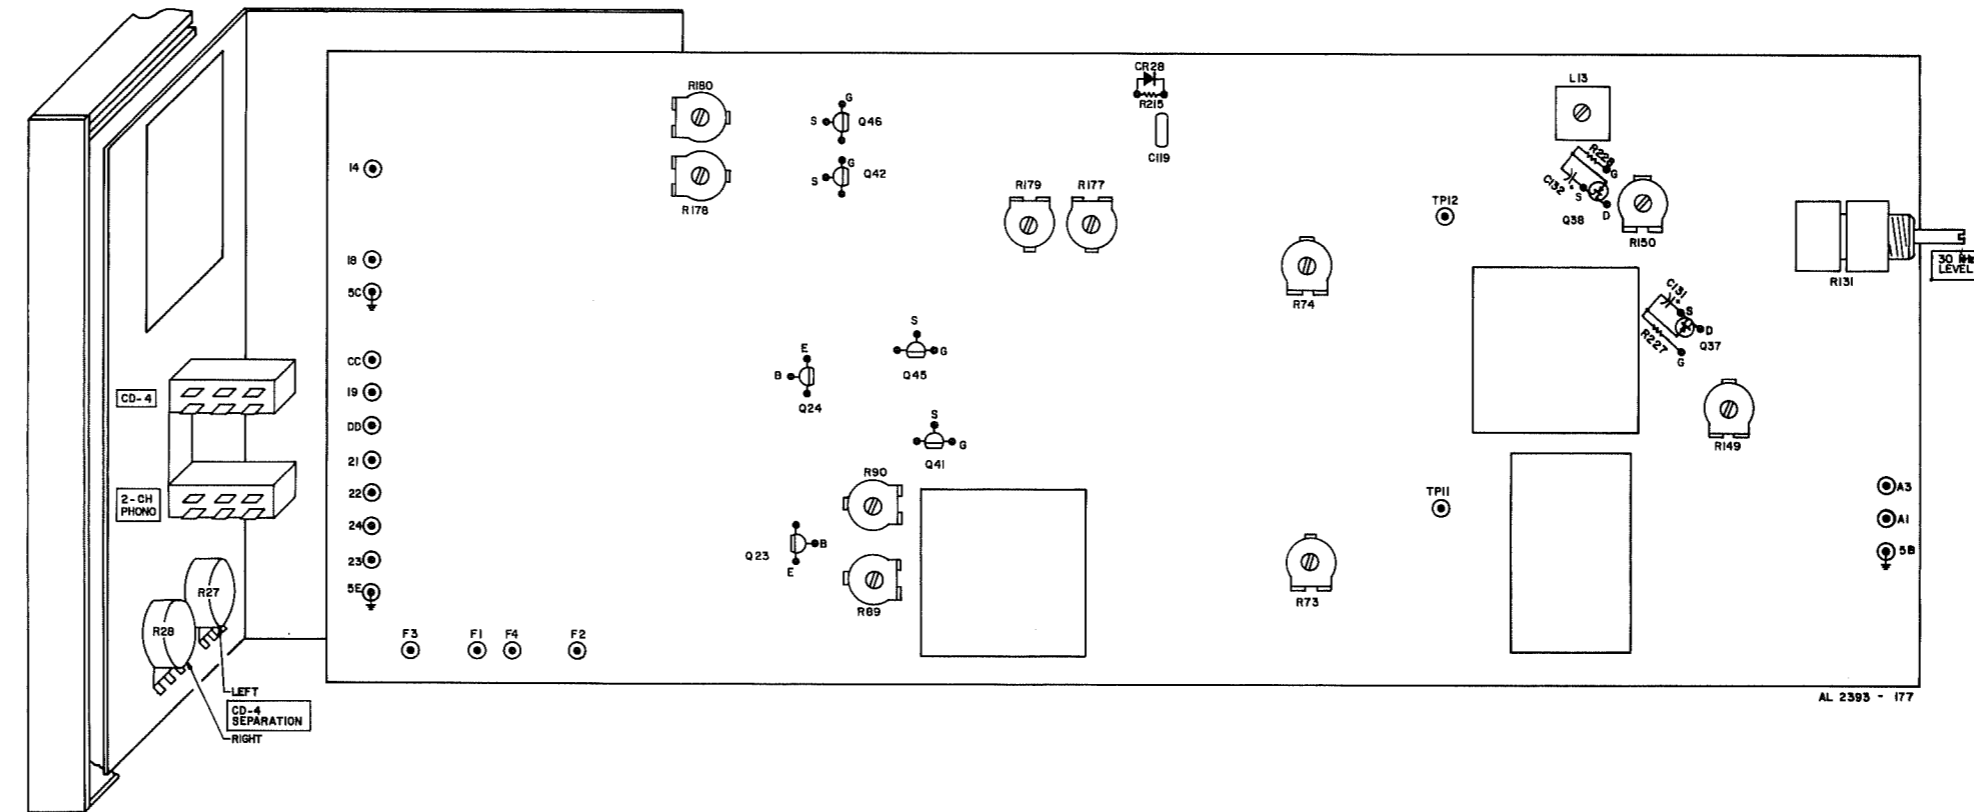 CR28
R215
C119
L13
R180
G
S
Q46
G
S
Q42
R178
14
R228
G
C132
S
D
Q38
R150
R179
R177
TP12
18
5C
R74
R131
30 kHz
LEVEL
C131
S
D
Q37
R227
G
S
G
Q45
E
B
Q24
CC
19
DD
21
22
24
23
5E
CD-4
2-CH
PHONO
S
G
Q41
R90
R149
TP11
A3
A1
5B
Q23
B
E
R89
R73
R27
R28
F3
F1
F4
F2
LEFT
CD-4
SEPARATION
RIGHT
AL 2393 - 177